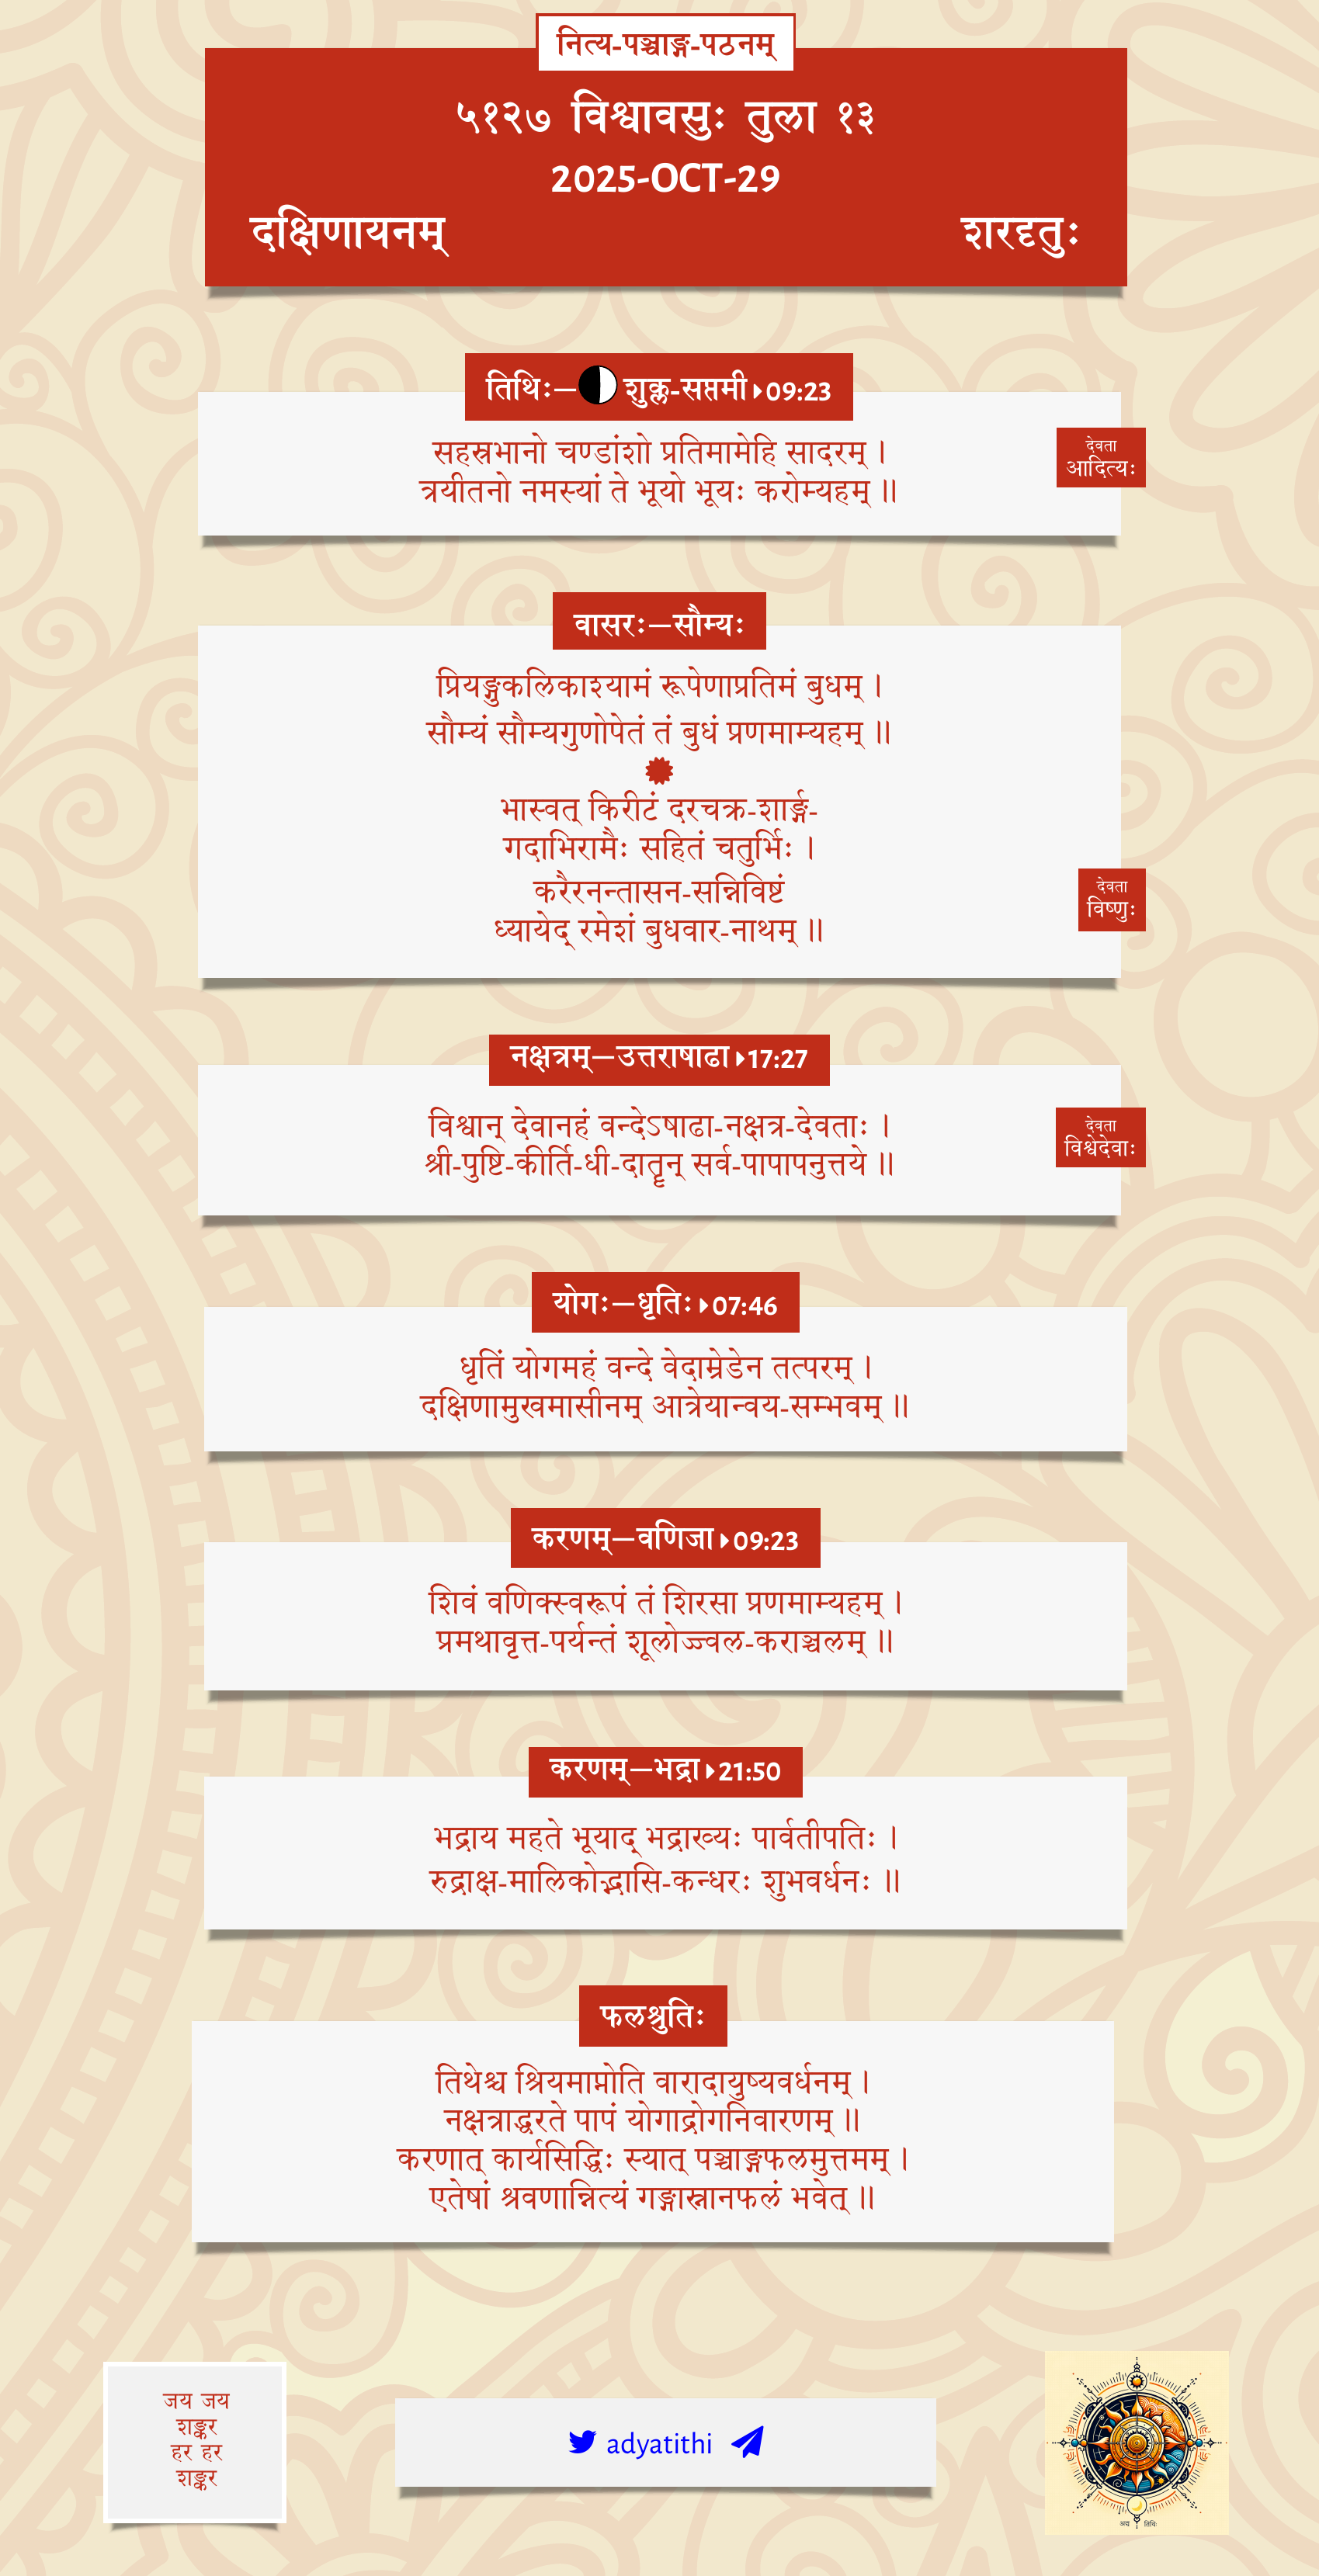 नित्य-पञ्चाङ्ग-पठनम्
५१२७ विश्वावसुः तुला १३
2025-OCT-29
दक्षिणायनम् शरदृतुः
तिथिः—शुक्ल-सप्तमी▸09:23
सहस्रभानो चण्डांशो प्रतिमामेहि सादरम् ।
त्रयीतनो नमस्यां ते भूयो भूयः करोम्यहम् ॥
देवता
आदित्यः
वासरः—सौम्यः
प्रियङ्गुकलिकाश्यामं रूपेणाप्रतिमं बुधम् ।
सौम्यं सौम्यगुणोपेतं तं बुधं प्रणमाम्यहम् ॥
भास्वत् किरीटं दरचक्र-शार्ङ्ग-
गदाभिरामैः सहितं चतुर्भिः ।
करैरनन्तासन-सन्निविष्टं
ध्यायेद् रमेशं बुधवार-नाथम् ॥
देवता
विष्णुः
नक्षत्रम्—उत्तराषाढा▸17:27
विश्वान् देवानहं वन्देऽषाढा-नक्षत्र-देवताः ।
श्री-पुष्टि-कीर्ति-धी-दातॄन् सर्व-पापापनुत्तये ॥
देवता
विश्वेदेवाः
योगः—धृतिः▸07:46
धृतिं योगमहं वन्दे वेदाम्रेडेन तत्परम् ।
दक्षिणामुखमासीनम् आत्रेयान्वय-सम्भवम् ॥
करणम्—वणिजा▸09:23
शिवं वणिक्स्वरूपं तं शिरसा प्रणमाम्यहम् ।
प्रमथावृत्त-पर्यन्तं शूलोज्ज्वल-कराञ्चलम् ॥
करणम्—भद्रा▸21:50
भद्राय महते भूयाद् भद्राख्यः पार्वतीपतिः ।
रुद्राक्ष-मालिकोद्भासि-कन्धरः शुभवर्धनः ॥
फलश्रुतिः
तिथेश्च श्रियमाप्नोति वारादायुष्यवर्धनम् ।
नक्षत्राद्धरते पापं योगाद्रोगनिवारणम् ॥
करणात् कार्यसिद्धिः स्यात् पञ्चाङ्गफलमुत्तमम् ।
एतेषां श्रवणान्नित्यं गङ्गास्नानफलं भवेत् ॥
जय जय
शङ्कर
हर हर
शङ्कर
adyatithi
अद्य तिथिः